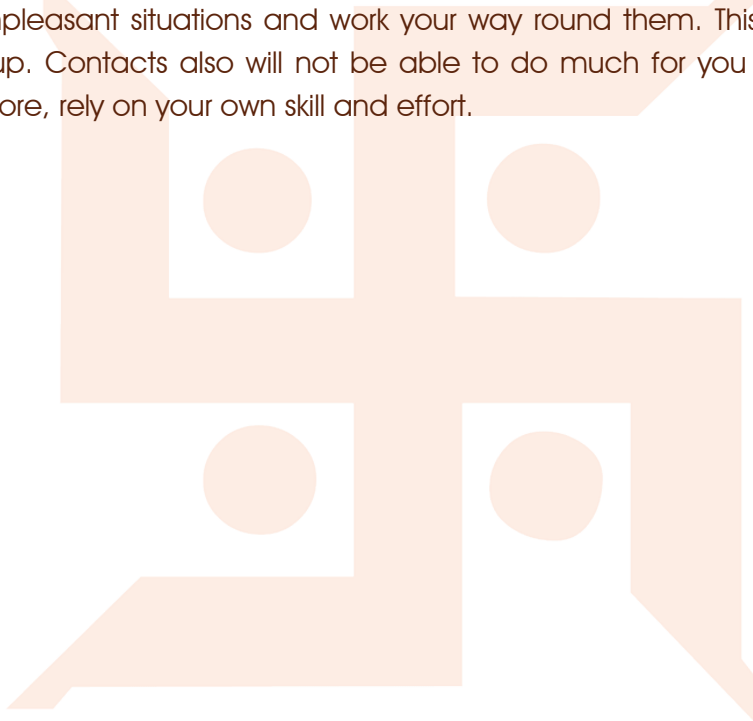 pleasant situations and work your way round them. This
up. Contacts also will not be able to do much for you
ore, rely on your own skill and effort.